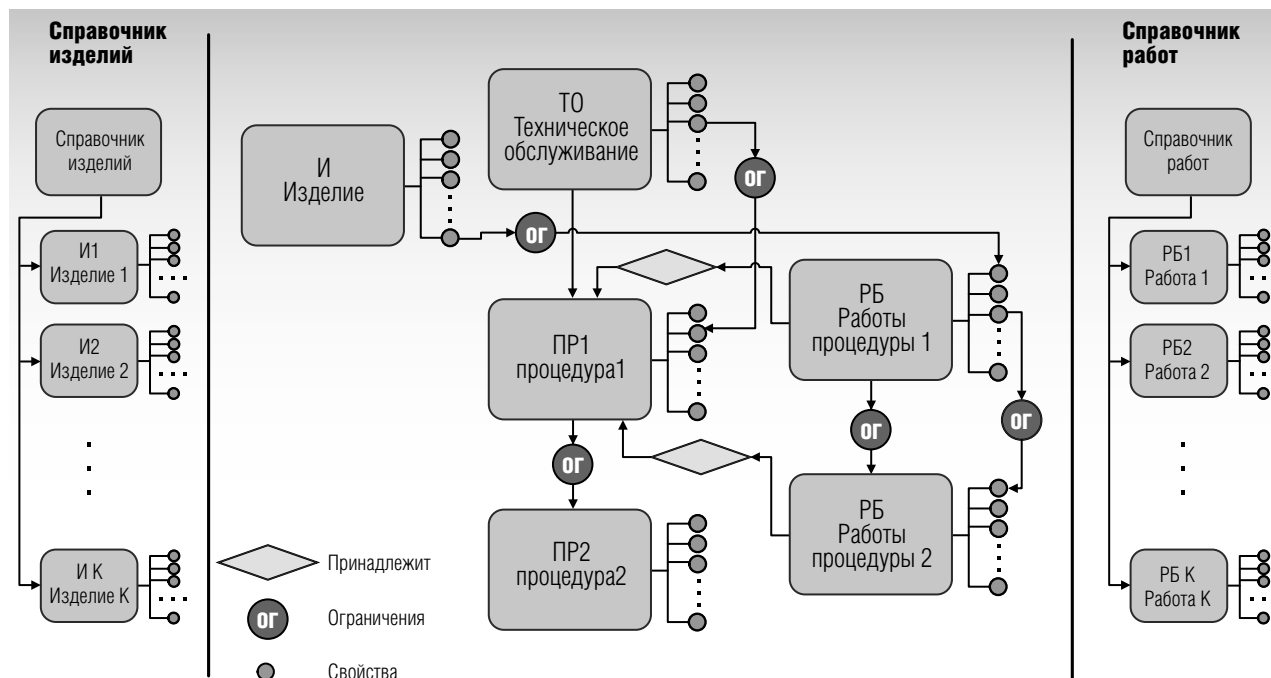 Справочник
изделий
Справочник
изделий
И1
Изделие 1
И2
Изделие 2
И К
Изделие К
И
Изделие
ТО
Техническое
обслуживание
ОГ
ОГ
ПР1
процедура1
РБ
Работы
процедуры 1
ОГ
ОГ
ОГ
ПР2
процедура2
РБ
Работы
процедуры 2
Принадлежит
ОГ
Ограничения
Свойства
Справочник
работ
Справочник
работ
РБ1
Работа 1
РБ2
Работа 2
РБ К
Работа К